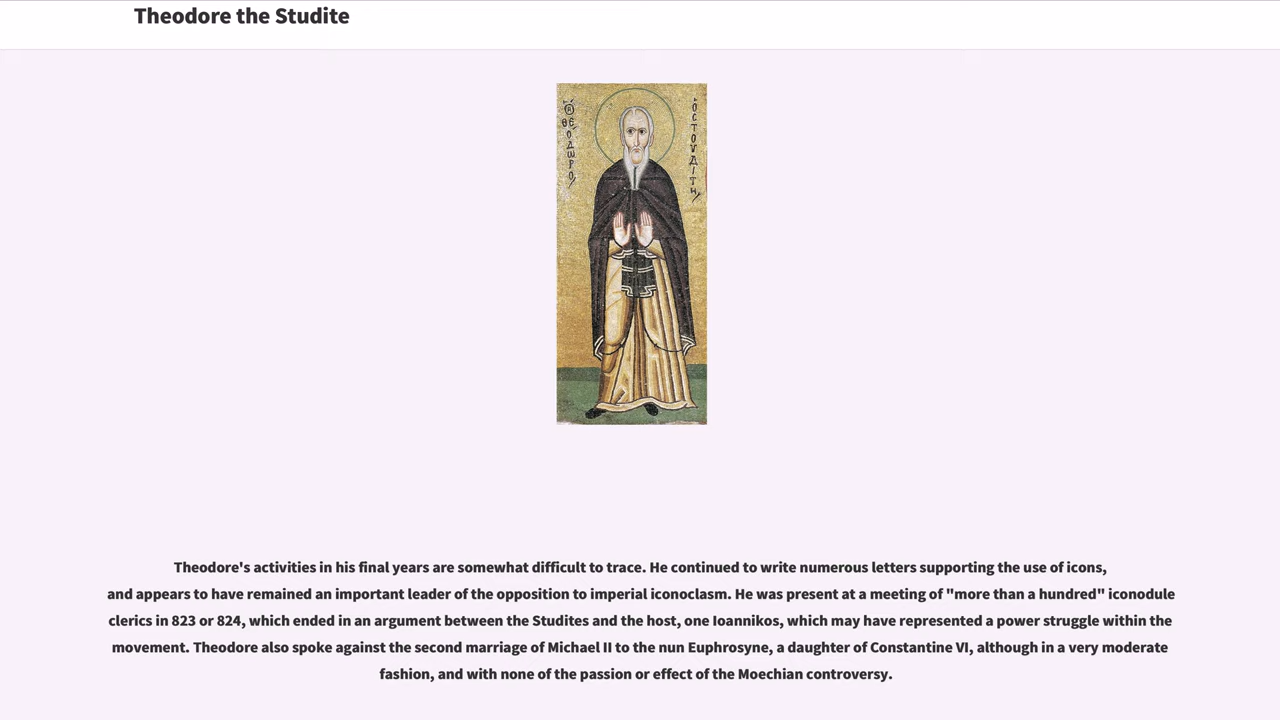 Theodore the Studite
Θ
Θ Ε
Ο
Δ
W
Ρ
Ο
Ο
C
Τ
Ο
V
Δ
Ι
Τ
Η
Theodore's activities in his final years are somewhat difficult to trace. He continued to write numerous letters supporting the use of icons,
and appears to have remained an important leader of the opposition to imperial iconoclasm. He was present at a meeting of "more than a hundred" iconodule
clerics in 823 or 824, which ended in an argument between the Studites and the host, one Ioannikos, which may have represented a power struggle within the
movement. Theodore also spoke against the second marriage of Michael II to the nun Euphrosyne, a daughter of Constantine VI, although in a very moderate
fashion, and with none of the passion or effect of the Moechian controversy.